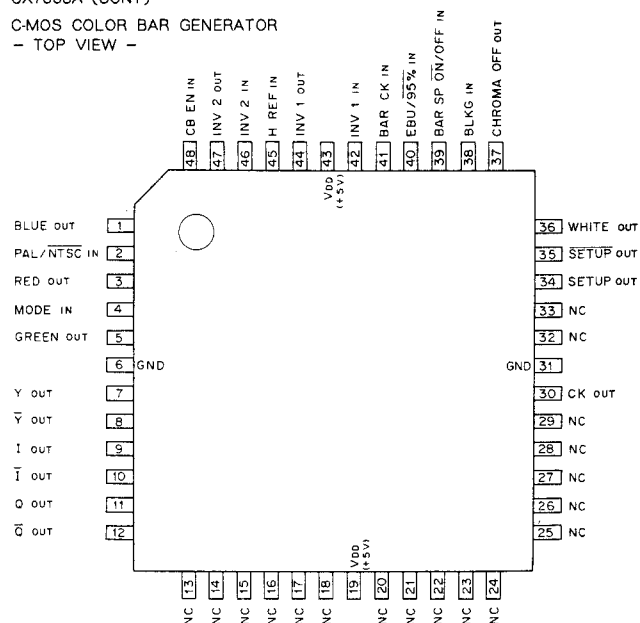 C-MOS COLOR BAR GENERATOR
– TOP VIEW –
48 CB EN IN
47 INV 2 OUT
46 INV 2 IN
45 H REF IN
44 INV 1 OUT
43 VDD (+5V)
42 INV 1 IN
41 BAR CK IN
40 EBU/9̅5̅%̅ IN
39 BAR SP O̅N̅/OFF IN
38 BLKG IN
37 CHROMA OFF OUT
BLUE OUT 1
PAL/N̅T̅S̅C̅ IN 2
RED OUT 3
MODE IN 4
GREEN OUT 5
6 GND
Y OUT 7
Y̅ OUT 8
I OUT 9
I̅ OUT 10
Q OUT 11
Q̅ OUT 12
36 WHITE OUT
35 S̅E̅T̅U̅P̅ OUT
34 SETUP OUT
33 NC
32 NC
GND 31
30 CK OUT
29 NC
28 NC
27 NC
26 NC
25 NC
NC 13
NC 14
NC 15
NC 16
NC 17
NC 18
VDD (+5V) 19
NC 20
NC 21
NC 22
NC 23
NC 24